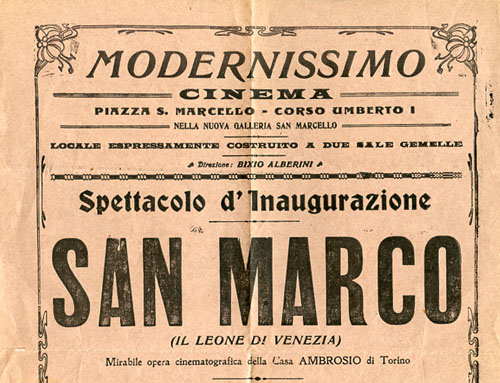 MODERNISSIMO
CINEMA
PIAZZA S. MARCELLO - CORSO UMBERTO I
NELLA NUOVA GALLERIA SAN MARCELLO
LOCALE ESPRESSAMENTE COSTRUITO A DUE SALE GEMELLE
Direzione: BIXIO ALBERINI
Spettacolo d'Inaugurazione
SAN MARCO
(IL LEONE DI VENEZIA)
Mirabile opera cinematografica della Casa AMBROSIO di Torino